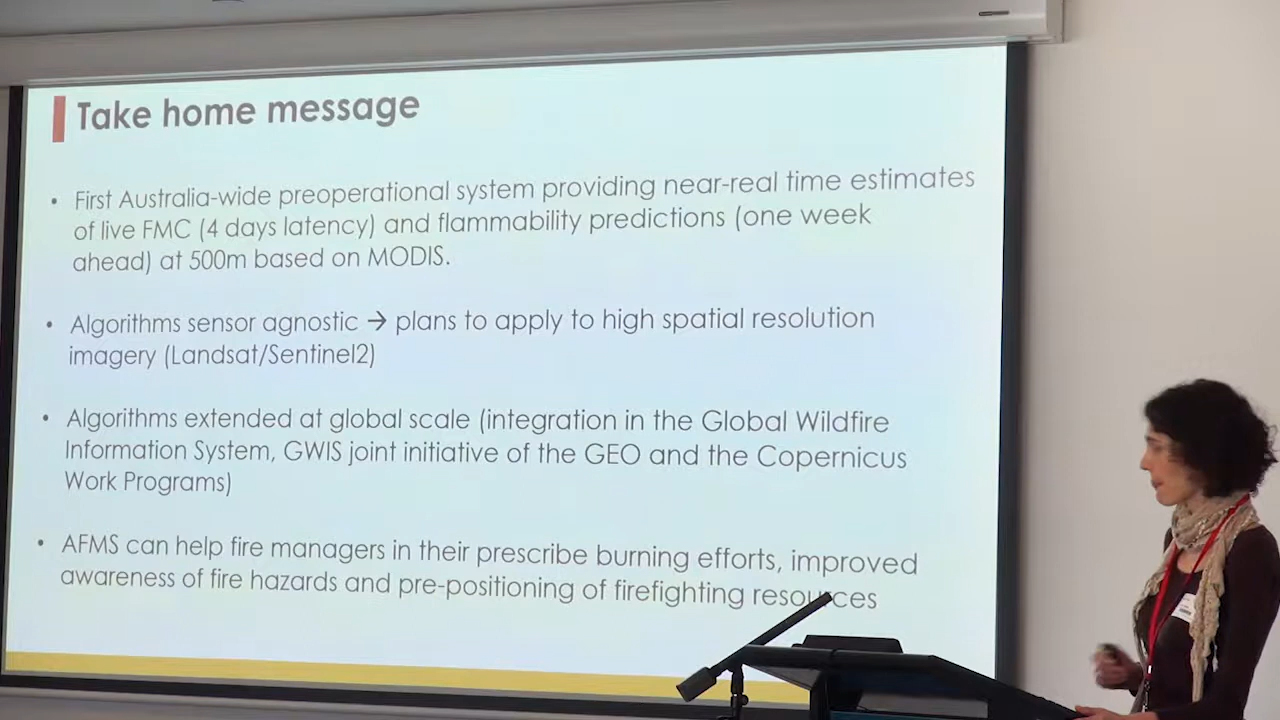 Take home message
• First Australia-wide preoperational system providing near-real time estimates
of live FMC (4 days latency) and flammability predictions (one week
ahead) at 500m based on MODIS.
• Algorithms sensor agnostic → plans to apply to high spatial resolution
imagery (Landsat/Sentinel2)
• Algorithms extended at global scale (integration in the Global Wildfire
Information System, GWIS joint initiative of the GEO and the Copernicus
Work Programs)
• AFMS can help fire managers in their prescribe burning efforts, improved
awareness of fire hazards and pre-positioning of firefighting resources